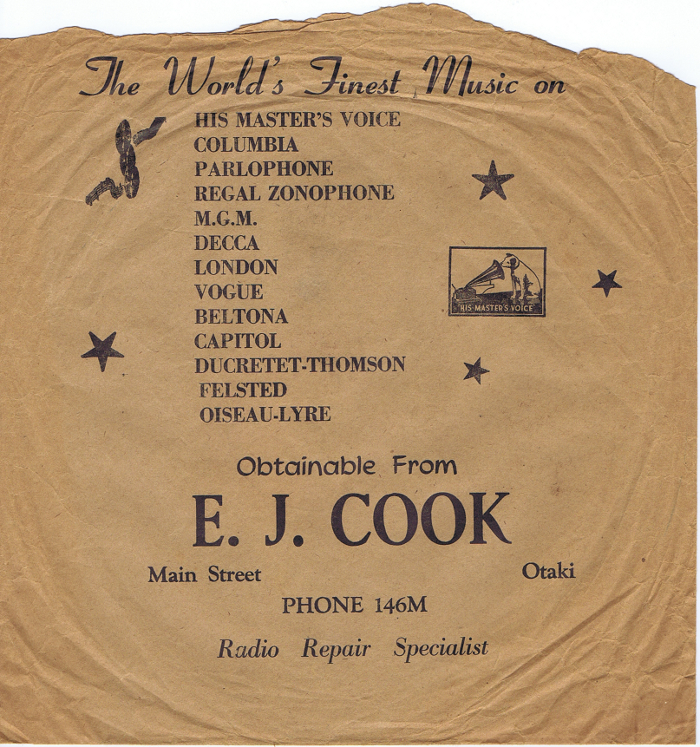 The World's Finest Music on
HIS MASTER'S VOICE
COLUMBIA
PARLOPHONE
REGAL ZONOPHONE
M.G.M.
DECCA
LONDON
VOGUE
BELTONA
CAPITOL
DUCRETET-THOMSON
FELSTED
OISEAU-LYRE
"HIS MASTER'S VOICE"
Obtainable From
E. J. COOK
Main Street Otaki
PHONE 146M
Radio Repair Specialist